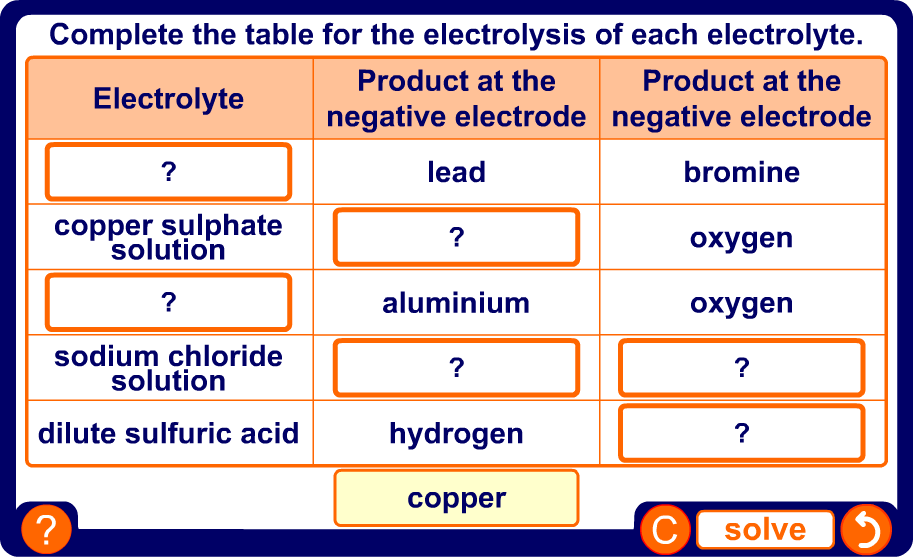 Complete the table for the electrolysis of each electrolyte.
Electrolyte
Product at the
negative electrode
Product at the
negative electrode
?
lead
bromine
copper sulphate
solution
?
oxygen
?
aluminium
oxygen
sodium chloride
solution
?
?
dilute sulfuric acid
hydrogen
?
copper
?
C
solve